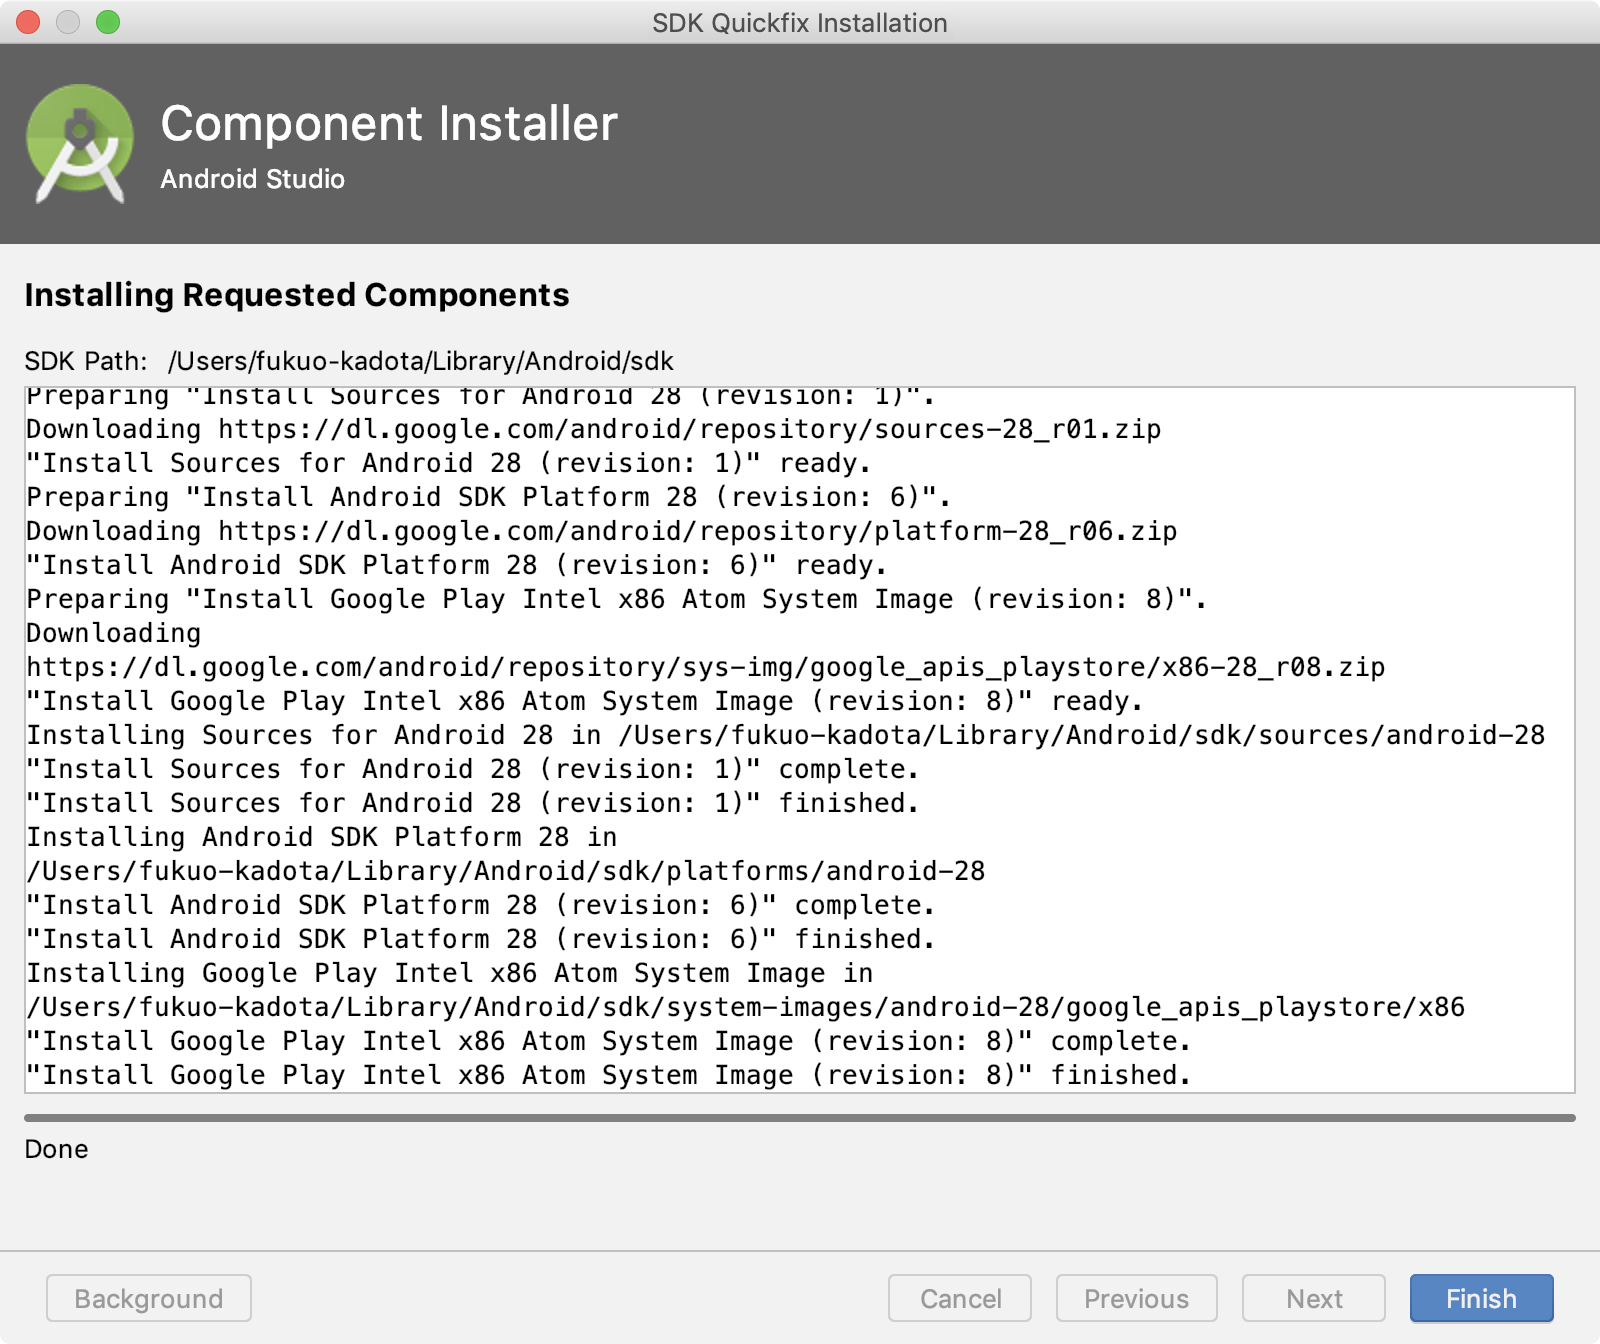 SDK Quickfix Installation
Component Installer
Android Studio
Installing Requested Components
SDK Path: /Users/fukuo-kadota/Library/Android/sdk
Preparing "Install Sources for Android 28 (revision: 1)".
Downloading https://dl.google.com/android/repository/sources-28_r01.zip
"Install Sources for Android 28 (revision: 1)" ready.
Preparing "Install Android SDK Platform 28 (revision: 6)".
Downloading https://dl.google.com/android/repository/platform-28_r06.zip
"Install Android SDK Platform 28 (revision: 6)" ready.
Preparing "Install Google Play Intel x86 Atom System Image (revision: 8)".
Downloading
https://dl.google.com/android/repository/sys-img/google_apis_playstore/x86-28_r08.zip
"Install Google Play Intel x86 Atom System Image (revision: 8)" ready.
Installing Sources for Android 28 in /Users/fukuo-kadota/Library/Android/sdk/sources/android-28
"Install Sources for Android 28 (revision: 1)" complete.
"Install Sources for Android 28 (revision: 1)" finished.
Installing Android SDK Platform 28 in
/Users/fukuo-kadota/Library/Android/sdk/platforms/android-28
"Install Android SDK Platform 28 (revision: 6)" complete.
"Install Android SDK Platform 28 (revision: 6)" finished.
Installing Google Play Intel x86 Atom System Image in
/Users/fukuo-kadota/Library/Android/sdk/system-images/android-28/google_apis_playstore/x86
"Install Google Play Intel x86 Atom System Image (revision: 8)" complete.
"Install Google Play Intel x86 Atom System Image (revision: 8)" finished.
Done
Background Cancel Previous Next Finish